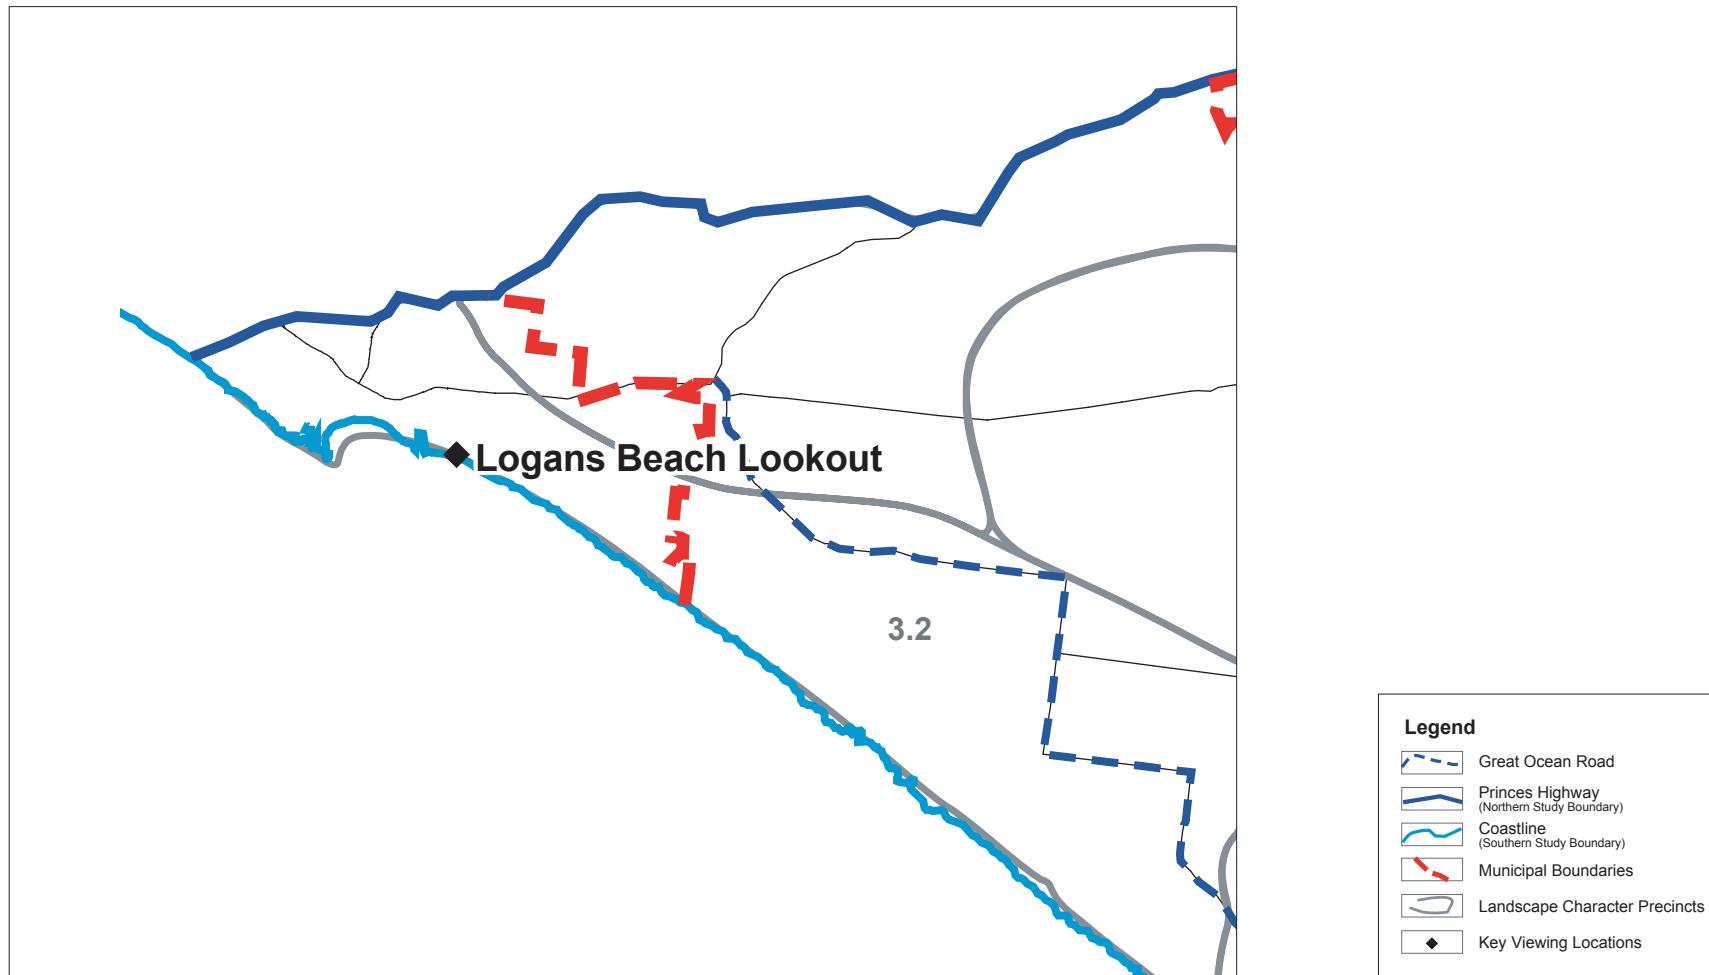 Logans Beach Lookout
3.2
Legend
Great Ocean Road
Princes Highway
(Northern Study Boundary)
Coastline
(Southern Study Boundary)
Municipal Boundaries
Landscape Character Precincts
Key Viewing Locations